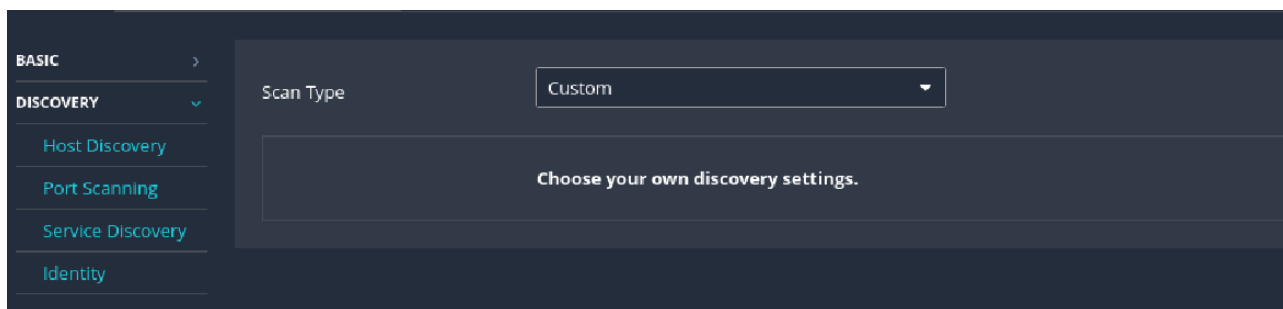 BASIC
DISCOVERY
Host Discovery
Port Scanning
Service Discovery
Identity
Scan Type
Custom
Choose your own discovery settings.